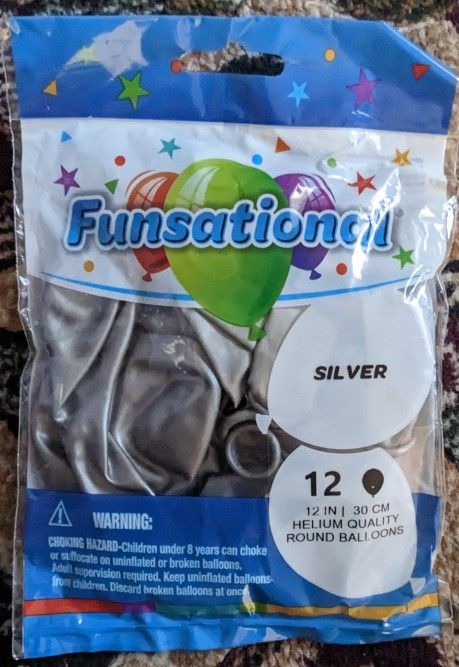 Funsational
SILVER
12
12 IN | 30 CM
HELIUM QUALITY
ROUND BALLOONS
WARNING:
CHOKING HAZARD-Children under 8 years can choke
or suffocate on uninflated or broken balloons.
Adult supervision required. Keep uninflated balloons
from children. Discard broken balloons at once.